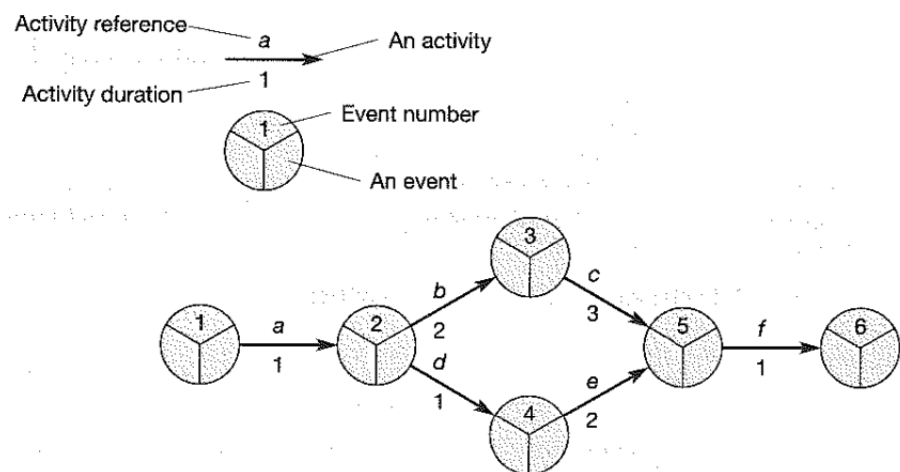 Activity reference
a
An activity
1
Activity duration
1
Event number
An event
3
b
c
2
3
1
a
1
2
5
f
1
6
d
1
e
2
4